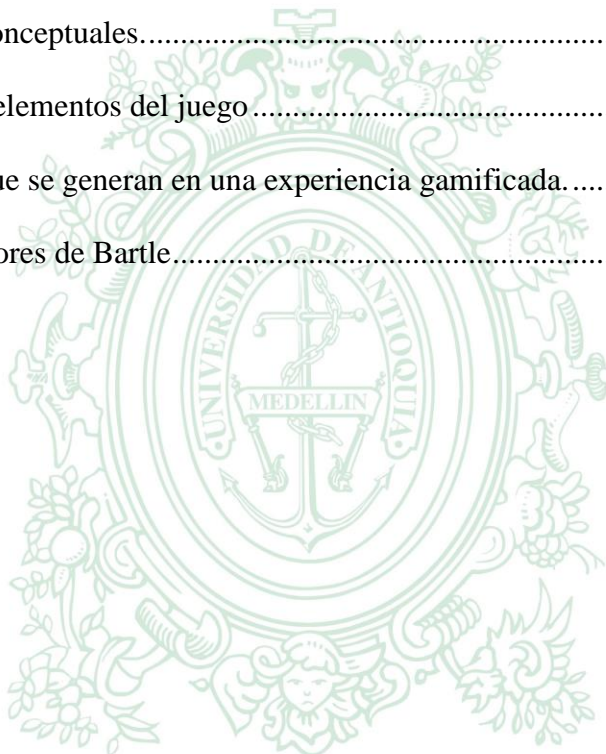 onceptuales.............................................................
elementos del juego.............................................
ue se generan en una experiencia gamificada.....
ores de Bartle.......................................................
UNIVERSIDAD DE ANTIOQUIA
MEDELLIN